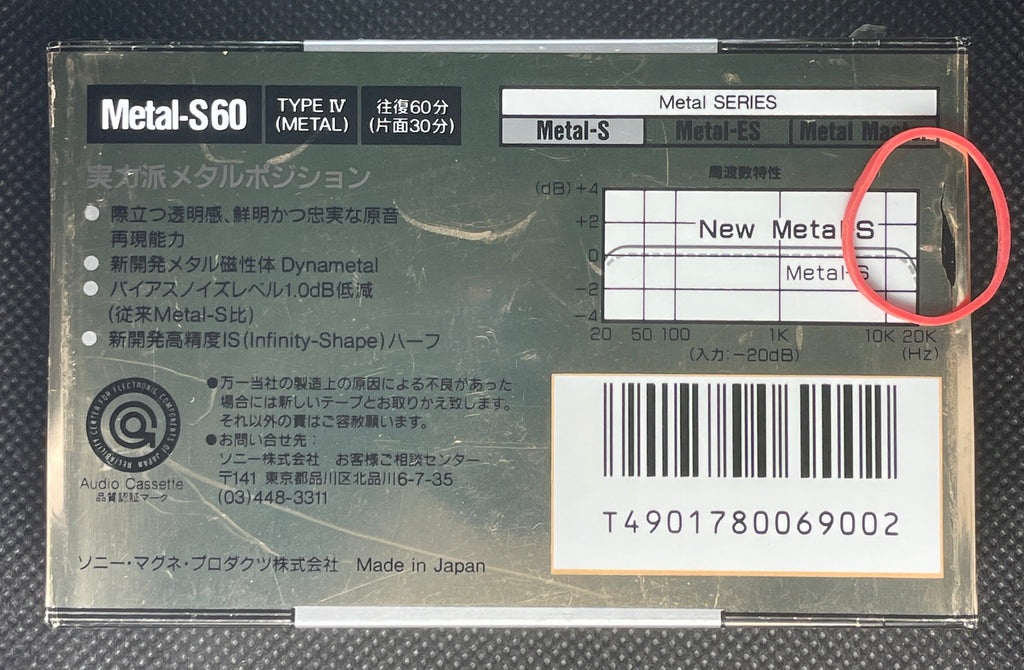 Metal-S60
TYPE IV
(METAL)
往復60分
(片面30分)
Metal SERIES
Metal-S
Metal-ES
Metal Master
実力派メタルポジション
際立つ透明感、鮮明かつ忠実な原音
再現能力
新開発メタル磁性体 Dynametal
バイアスノイズレベル1.0dB低減
(従来Metal-S比)
新開発高精度IS(Infinity-Shape)ハーフ
周波数特性
(dB) +4
+2
0
−2
−4
New Metal-S
Metal-S
20 50 100 1K 10K 20K
(入力:−20dB) (Hz)
RELIABILITY CENTER FOR ELECTRONIC COMPONENTS OF JAPAN
Audio Cassette
品質認証マーク
●万一当社の製造上の原因による不良があった
場合には新しいテープとお取りかえ致します。
それ以外の責はご容赦願います。
●お問い合せ先:
ソニー株式会社 お客様ご相談センター
〒141 東京都品川区北品川6-7-35
(03)448-3311
T4901780069002
ソニー・マグネ・プロダクツ株式会社 Made in Japan